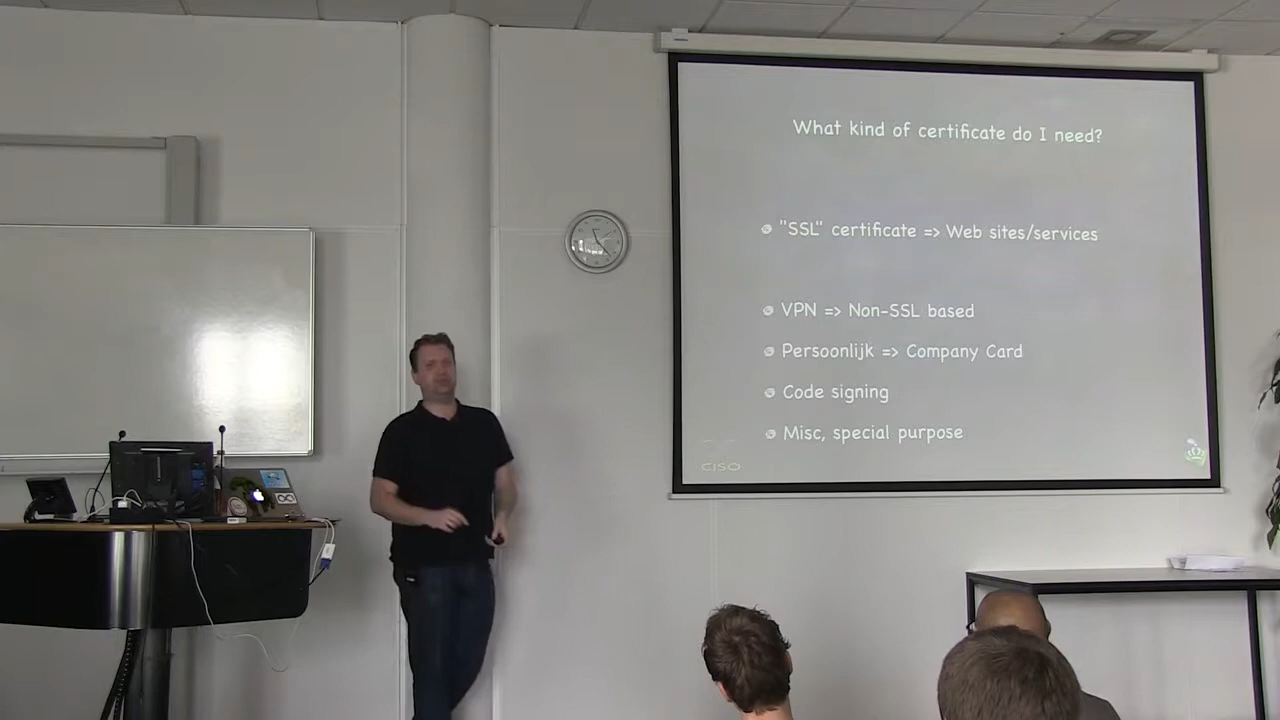 What kind of certificate do I need?
"SSL" certificate => Web sites/services
VPN => Non-SSL based
Persoonlijk => Company Card
Code signing
Misc, special purpose
CISO